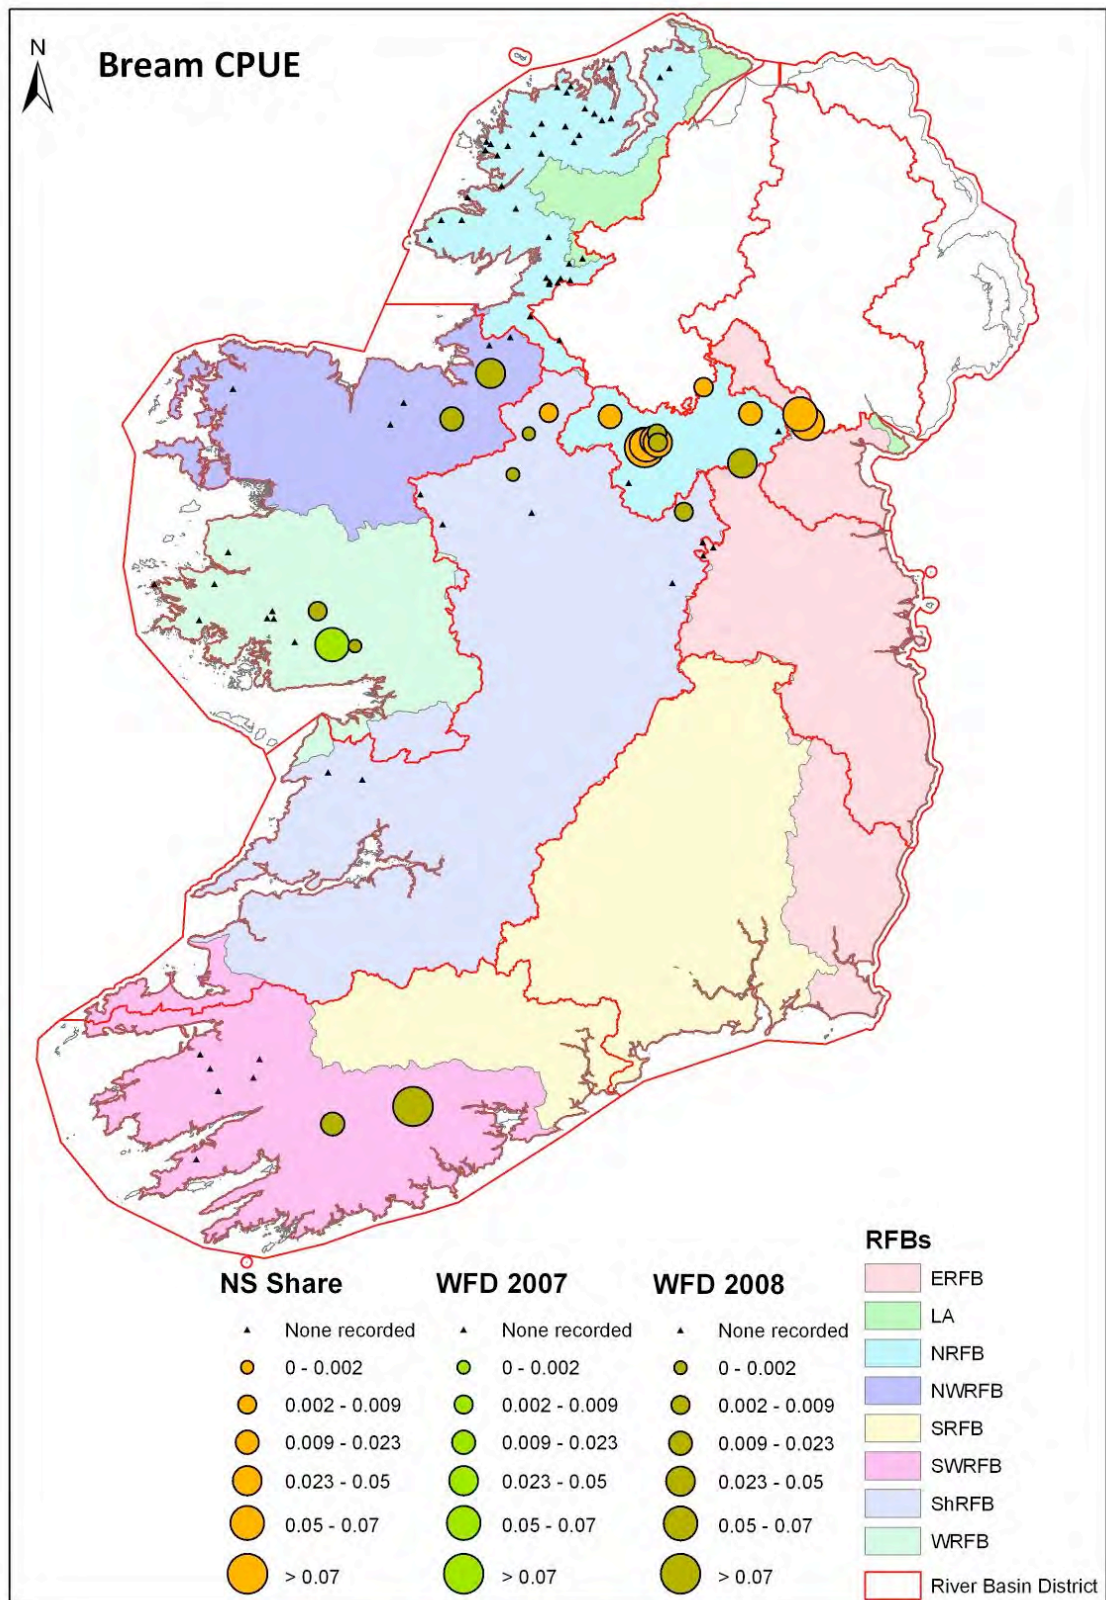 N
Bream CPUE
NS Share
None recorded
0 - 0.002
0.002 - 0.009
0.009 - 0.023
0.023 - 0.05
0.05 - 0.07
> 0.07
WFD 2007
None recorded
0 - 0.002
0.002 - 0.009
0.009 - 0.023
0.023 - 0.05
0.05 - 0.07
> 0.07
WFD 2008
None recorded
0 - 0.002
0.002 - 0.009
0.009 - 0.023
0.023 - 0.05
0.05 - 0.07
> 0.07
RFBs
ERFB
LA
NRFB
NWRFB
SRFB
SWRFB
ShRFB
WRFB
River Basin District